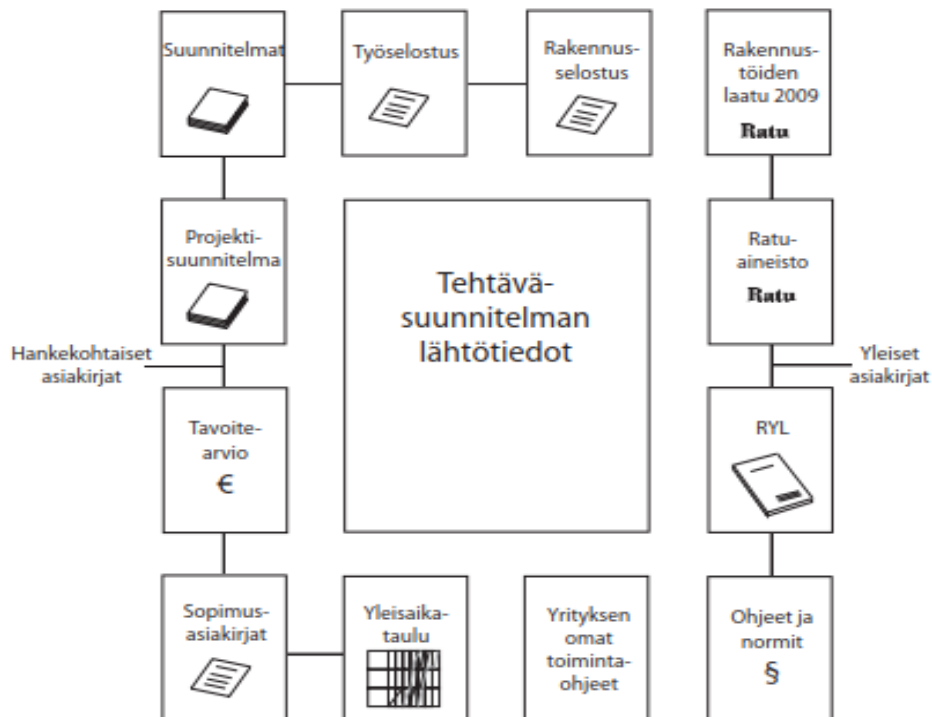 Suunnitelmat
Työselostus
Rakennus-
selostus
Rakennus-
töiden
laatu 2009
Ratu
Projekti-
suunnitelma
Tehtävä-
suunnitelman
lähtötiedot
Ratu-
aineisto
Ratu
Hankekohtaiset
asiakirjat
Yleiset
asiakirjat
Tavoite-
arvio
€
RYL
Sopimus-
asiakirjat
Yleisaika-
taulu
Yrityksen
omat
toiminta-
ohjeet
Ohjeet ja
normit
§